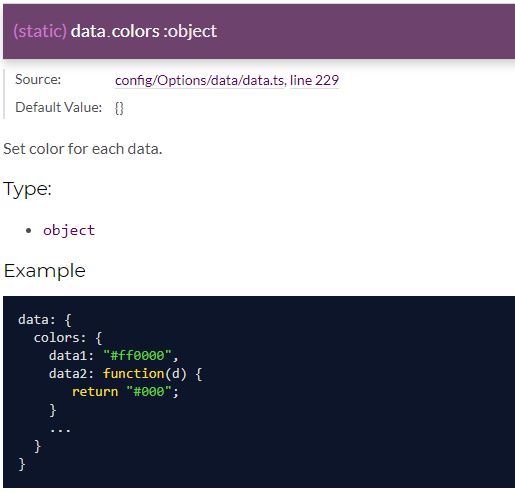 (static) data.colors :object
Source: config/Options/data/data.ts, line 229
Default Value: {}
Set color for each data.
Type:
• object
Example
data: {
  colors: {
    data1: "#ff0000",
    data2: function(d) {
       return "#000";
    }
    ...
  }
}